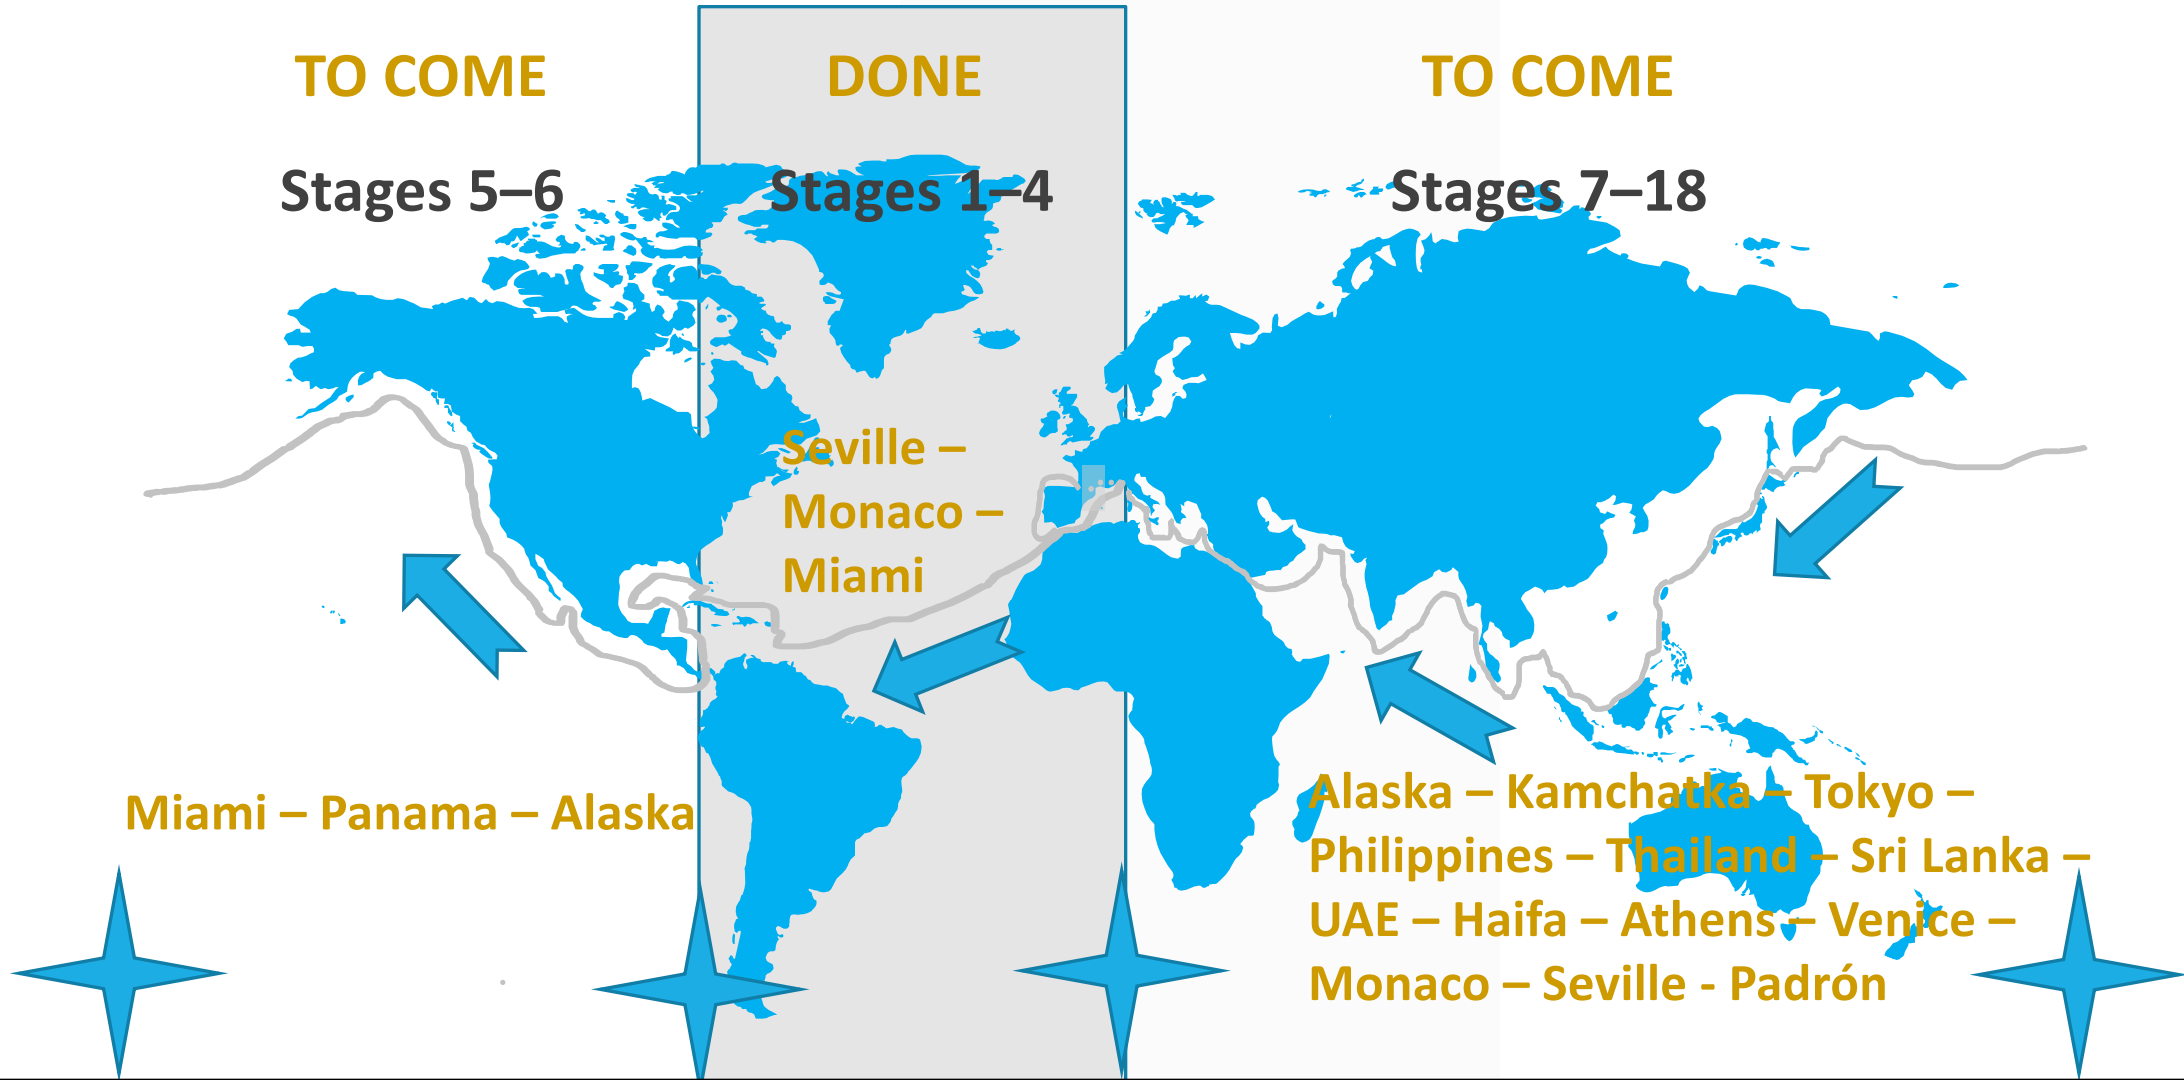 TO COME
Stages 5–6
Miami – Panama – Alaska
DONE
Stages 1–4
Seville –
Monaco –
Miami
TO COME
Stages 7–18
Alaska – Kamchatka – Tokyo –
Philippines – Thailand – Sri Lanka –
UAE – Haifa – Athens – Venice –
Monaco – Seville - Padrón